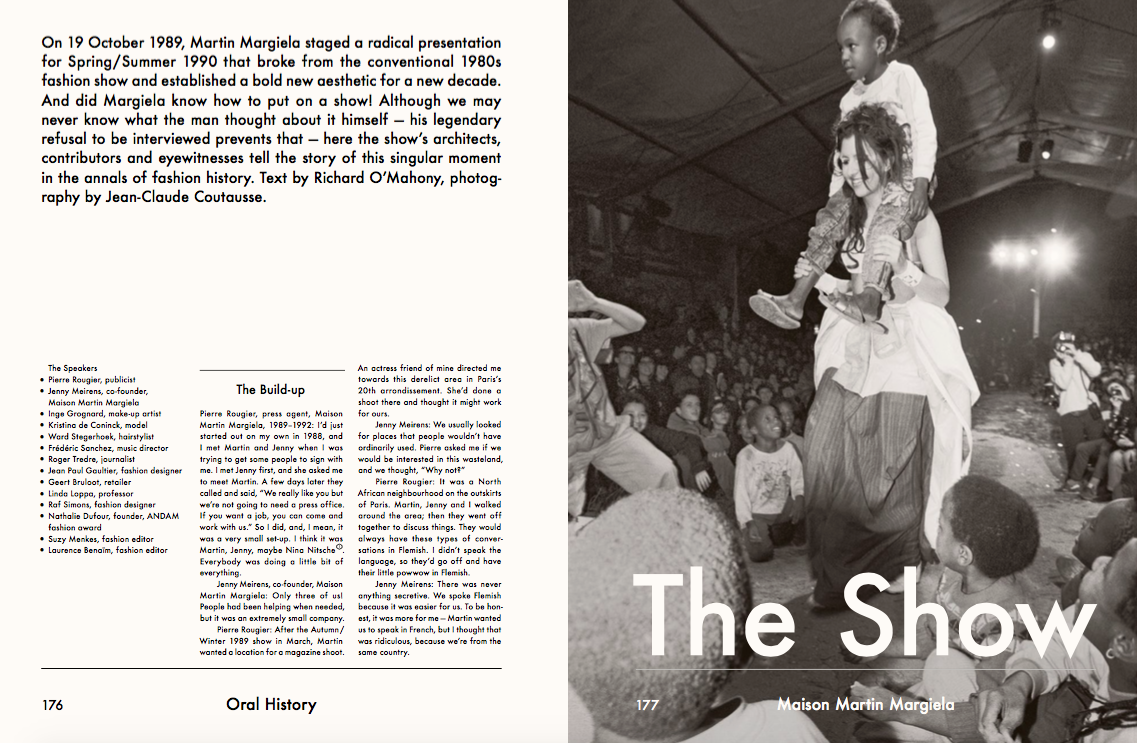 On 19 October 1989, Martin Margiela staged a radical presentation
for Spring/Summer 1990 that broke from the conventional 1980s
fashion show and established a bold new aesthetic for a new decade.
And did Margiela know how to put on a show! Although we may
never know what the man thought about it himself – his legendary
refusal to be interviewed prevents that – here the show's architects,
contributors and eyewitnesses tell the story of this singular moment
in the annals of fashion history. Text by Richard O'Mahony, photog-
raphy by Jean-Claude Coutausse.
The Speakers
• Pierre Rougier, publicist
• Jenny Meirens, co-founder,
Maison Martin Margiela
• Inge Grognard, make-up artist
• Kristina de Coninck, model
• Ward Stegerhoek, hairstylist
• Frédéric Sanchez, music director
• Roger Tredre, journalist
• Jean Paul Gaultier, fashion designer
• Geert Bruloot, retailer
• Linda Loppa, professor
• Raf Simons, fashion designer
• Nathalie Dufour, founder, ANDAM
fashion award
• Suzy Menkes, fashion editor
• Laurence Benaïm, fashion editor
The Build-up
Pierre Rougier, press agent, Maison
Martin Margiela, 1989–1992: I'd just
started out on my own in 1988, and
I met Martin and Jenny when I was
trying to get some people to sign with
me. I met Jenny first, and she asked me
to meet Martin. A few days later they
called and said, "We really like you but
we're not going to need a press office.
If you want a job, you can come and
work with us." So I did, and, I mean, it
was a very small set-up. I think it was
Martin, Jenny, maybe Nina Nitsche①.
Everybody was doing a little bit of
everything.
Jenny Meirens, co-founder, Maison
Martin Margiela: Only three of us!
People had been helping when needed,
but it was an extremely small company.
Pierre Rougier: After the Autumn/
Winter 1989 show in March, Martin
wanted a location for a magazine shoot.
An actress friend of mine directed me
towards this derelict area in Paris's
20th arrondissement. She'd done a
shoot there and thought it might work
for ours.
Jenny Meirens: We usually looked
for places that people wouldn't have
ordinarily used. Pierre asked me if we
would be interested in this wasteland,
and we thought, "Why not?"
Pierre Rougier: It was a North
African neighbourhood on the outskirts
of Paris. Martin, Jenny and I walked
around the area; then they went off
together to discuss things. They would
always have these types of conver-
sations in Flemish. I didn't speak the
language, so they'd go off and have
their little powwow in Flemish.
Jenny Meirens: There was never
anything secretive. We spoke Flemish
because it was easier for us. To be hon-
est, it was more for me – Martin wanted
us to speak in French, but I thought that
was ridiculous, because we're from the
same country.
176
Oral History
The Show
177
Maison Martin Margiela